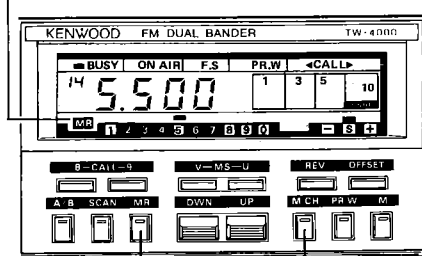 KENWOOD FM DUAL BANDER TW-4000
BUSY ON AIR F.S PR.W ◄CALL►
14 5.500 1 3 5 10
MR 1 2 3 4 5 6 7 8 9 0 – S +
8–CALL–9 V–MS–U REV OFFSET
A/B SCAN MR DWN UP M CH PR.W M